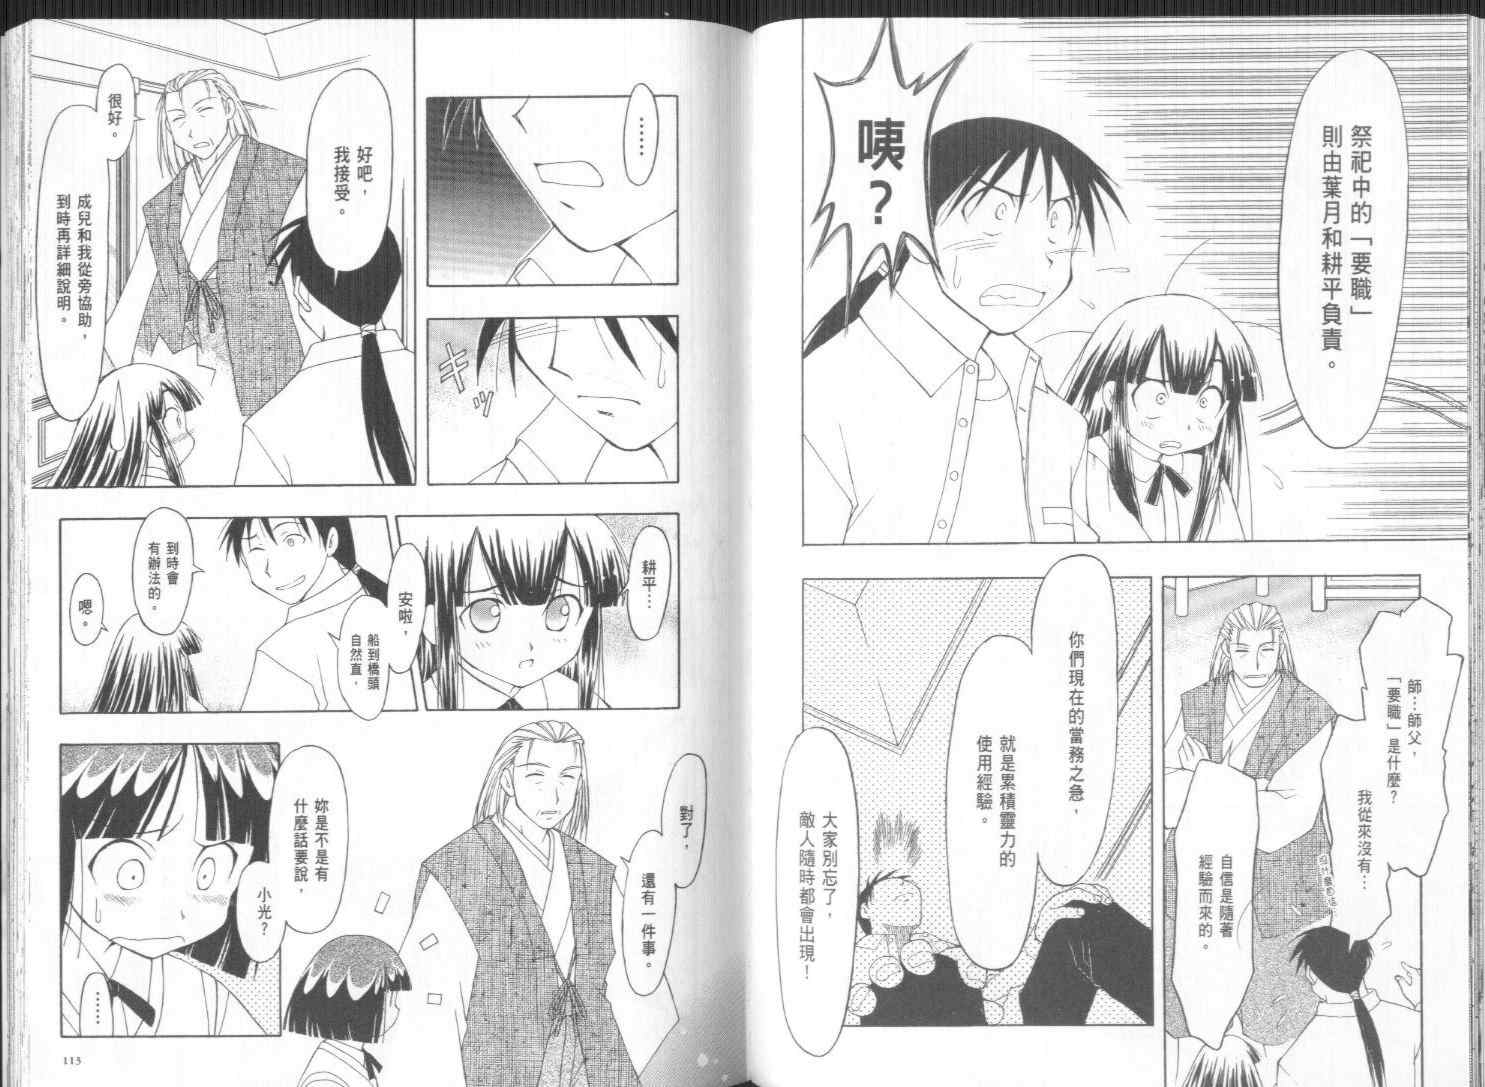 祭祀中的「要職」
則由葉月和耕平負責。
咦?
師…師父，
「要職」是什麼?
我從來沒有…
自信是隨著
經驗而來的。
你們現在的當務之急，
就是累積靈力的
使用經驗。
大家別忘了，
敵人隨時都會出現!
……
キッ
好吧，
我接受。
很好。
成兒和我從旁協助，
到時再詳細說明。
耕平…
安啦，
船到橋頭
自然直，
到時會
有辦法的。
嗯。
對了，
還有一件事。
妳是不是有
什麼話要說，
小光?
……
113